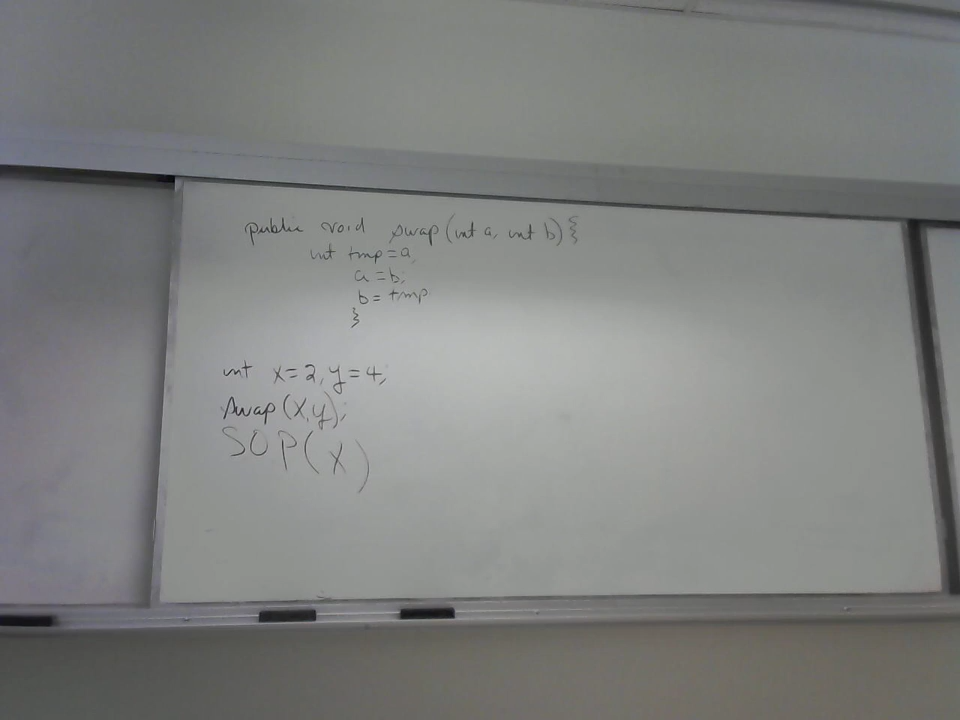 public void swap(int a, int b) {
int tmp = a,
a = b,
b = tmp
}
int x = 2, y = 4;
swap(x,y);
SOP(x)